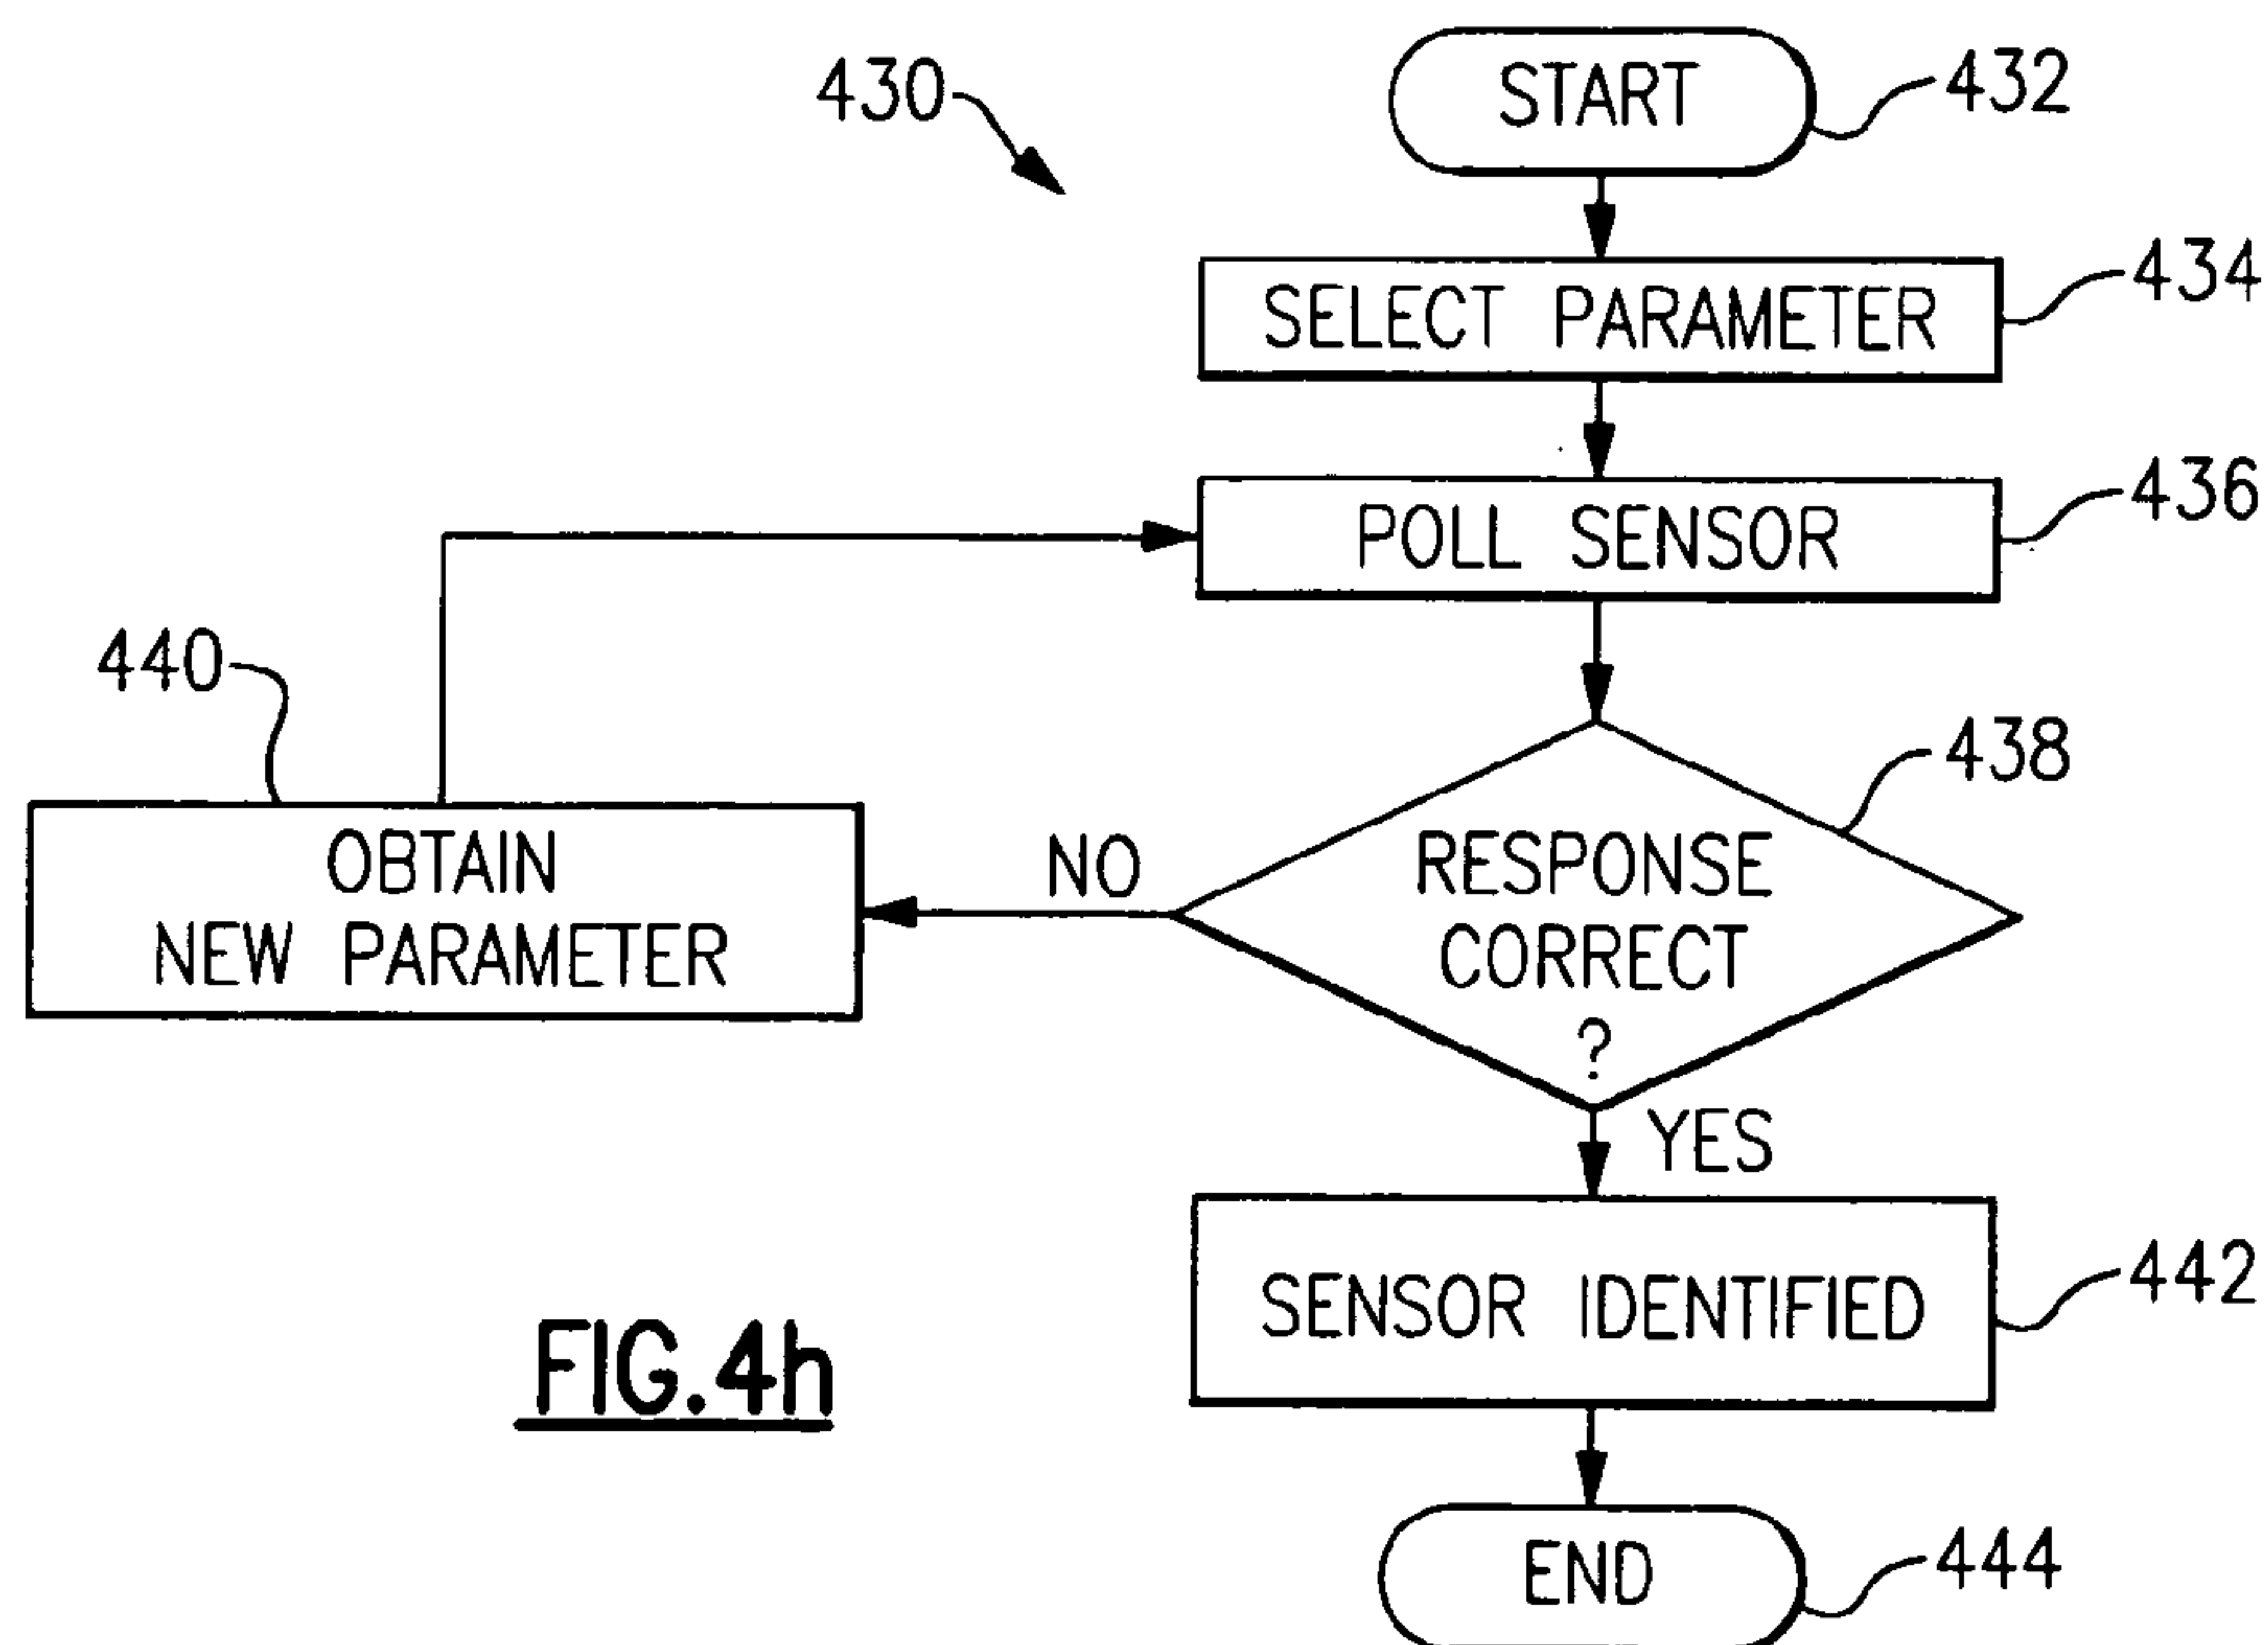 430
START
432
SELECT PARAMETER
434
POLL SENSOR
436
440
438
OBTAIN
NEW PARAMETER
NO
RESPONSE
CORRECT
?
YES
SENSOR IDENTIFIED
442
FIG.4h
END
444